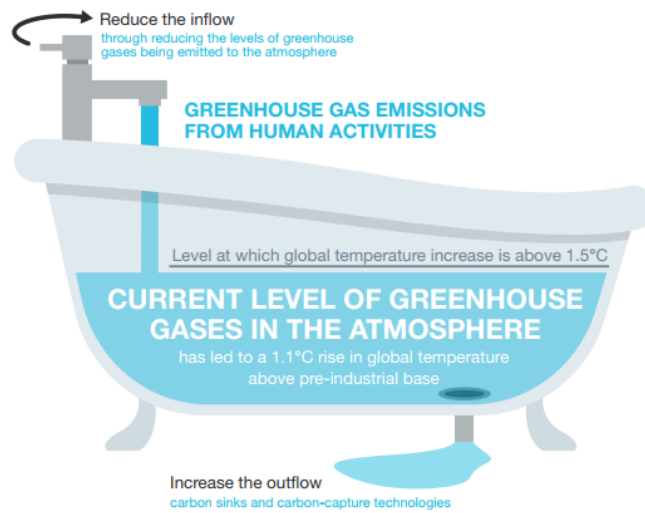 Reduce the inflow
through reducing the levels of greenhouse
gases being emitted to the atmosphere
GREENHOUSE GAS EMISSIONS
FROM HUMAN ACTIVITIES
Level at which global temperature increase is above 1.5°C
CURRENT LEVEL OF GREENHOUSE
GASES IN THE ATMOSPHERE
has led to a 1.1°C rise in global temperature
above pre-industrial base
Increase the outflow
carbon sinks and carbon-capture technologies